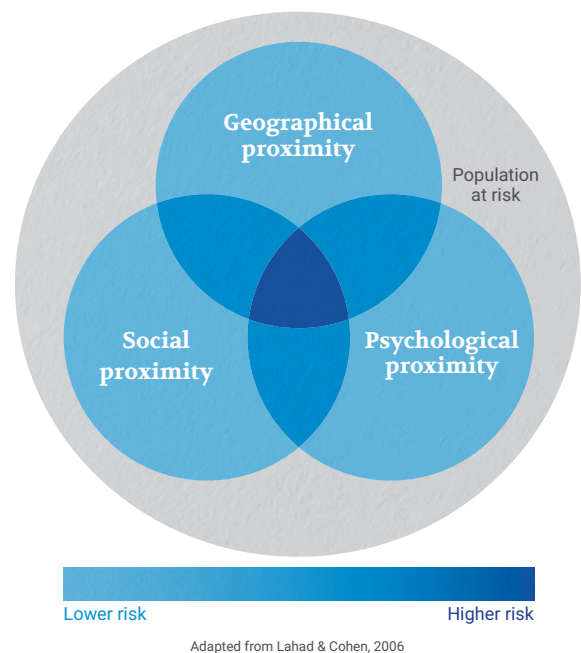 Geographical
proximity
Population
at risk
Social
proximity
Psychological
proximity
Lower risk
Higher risk
Adapted from Lahad & Cohen, 2006